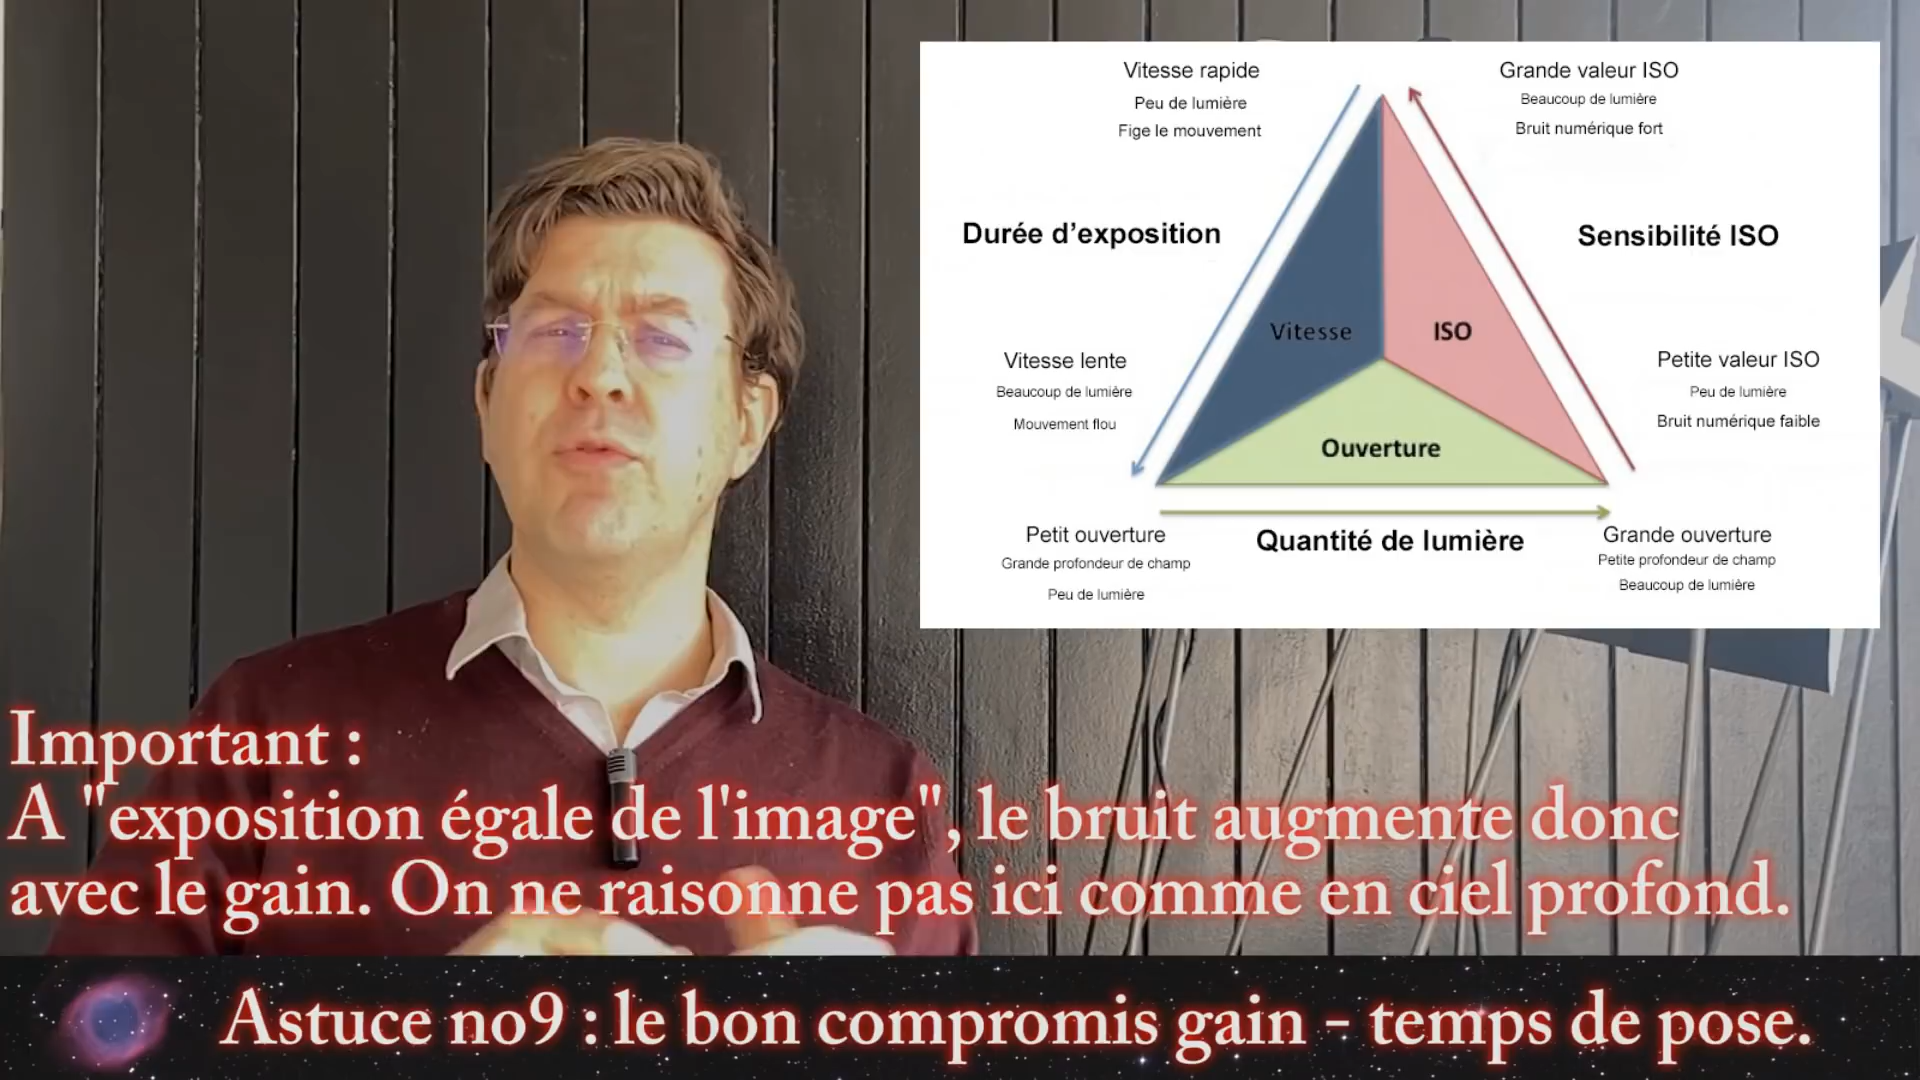 Vitesse rapide
Peu de lumière
Fige le mouvement
Grande valeur ISO
Beaucoup de lumière
Bruit numérique fort
Durée d’exposition
Sensibilité ISO
Vitesse
ISO
Vitesse lente
Beaucoup de lumière
Mouvement flou
Petite valeur ISO
Peu de lumière
Bruit numérique faible
Ouverture
Petit ouverture
Grande profondeur de champ
Peu de lumière
Quantité de lumière
Grande ouverture
Petite profondeur de champ
Beaucoup de lumière
Important :
A "exposition égale de l'image", le bruit augmente donc
avec le gain. On ne raisonne pas ici comme en ciel profond.
Astuce no9 : le bon compromis gain - temps de pose.